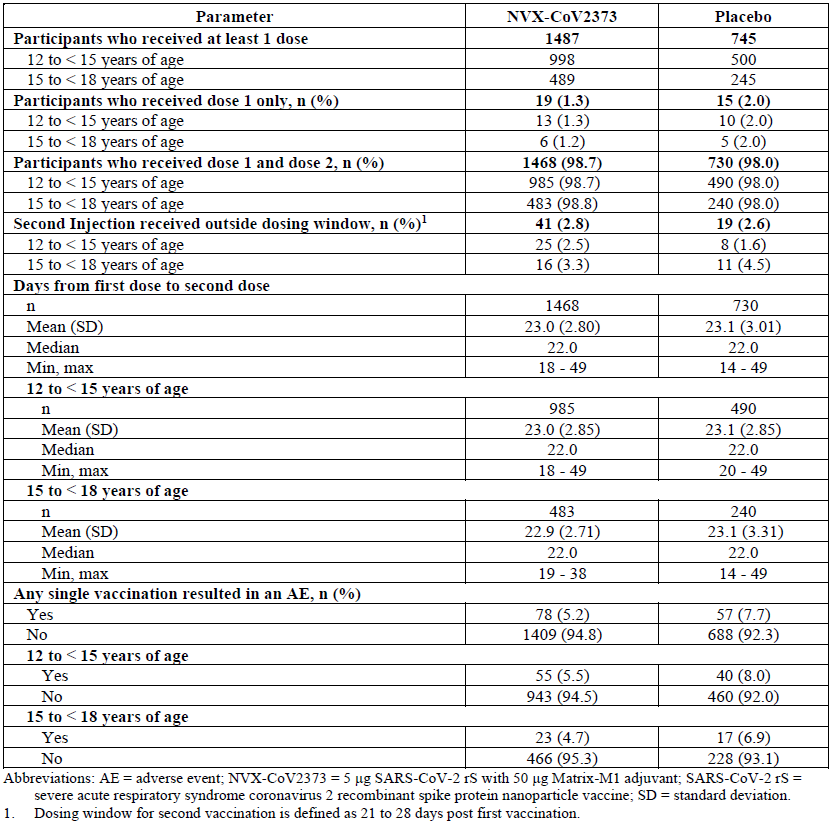 Parameter NVX-CoV2373 Placebo
Participants who received at least 1 dose 1487 745
12 to < 15 years of age 998 500
15 to < 18 years of age 489 245
Participants who received dose 1 only, n (%) 19 (1.3) 15 (2.0)
12 to < 15 years of age 13 (1.3) 10 (2.0)
15 to < 18 years of age 6 (1.2) 5 (2.0)
Participants who received dose 1 and dose 2, n (%) 1468 (98.7) 730 (98.0)
12 to < 15 years of age 985 (98.7) 490 (98.0)
15 to < 18 years of age 483 (98.8) 240 (98.0)
Second Injection received outside dosing window, n (%)1 41 (2.8) 19 (2.6)
12 to < 15 years of age 25 (2.5) 8 (1.6)
15 to < 18 years of age 16 (3.3) 11 (4.5)
Days from first dose to second dose
n 1468 730
Mean (SD) 23.0 (2.80) 23.1 (3.01)
Median 22.0 22.0
Min, max 18 - 49 14 - 49
12 to < 15 years of age
n 985 490
Mean (SD) 23.0 (2.85) 23.1 (2.85)
Median 22.0 22.0
Min, max 18 - 49 20 - 49
15 to < 18 years of age
n 483 240
Mean (SD) 22.9 (2.71) 23.1 (3.31)
Median 22.0 22.0
Min, max 19 - 38 14 - 49
Any single vaccination resulted in an AE, n (%)
Yes 78 (5.2) 57 (7.7)
No 1409 (94.8) 688 (92.3)
12 to < 15 years of age
Yes 55 (5.5) 40 (8.0)
No 943 (94.5) 460 (92.0)
15 to < 18 years of age
Yes 23 (4.7) 17 (6.9)
No 466 (95.3) 228 (93.1)
Abbreviations: AE = adverse event; NVX-CoV2373 = 5 µg SARS-CoV-2 rS with 50 µg Matrix-M1 adjuvant; SARS-CoV-2 rS =
severe acute respiratory syndrome coronavirus 2 recombinant spike protein nanoparticle vaccine; SD = standard deviation.
1. Dosing window for second vaccination is defined as 21 to 28 days post first vaccination.